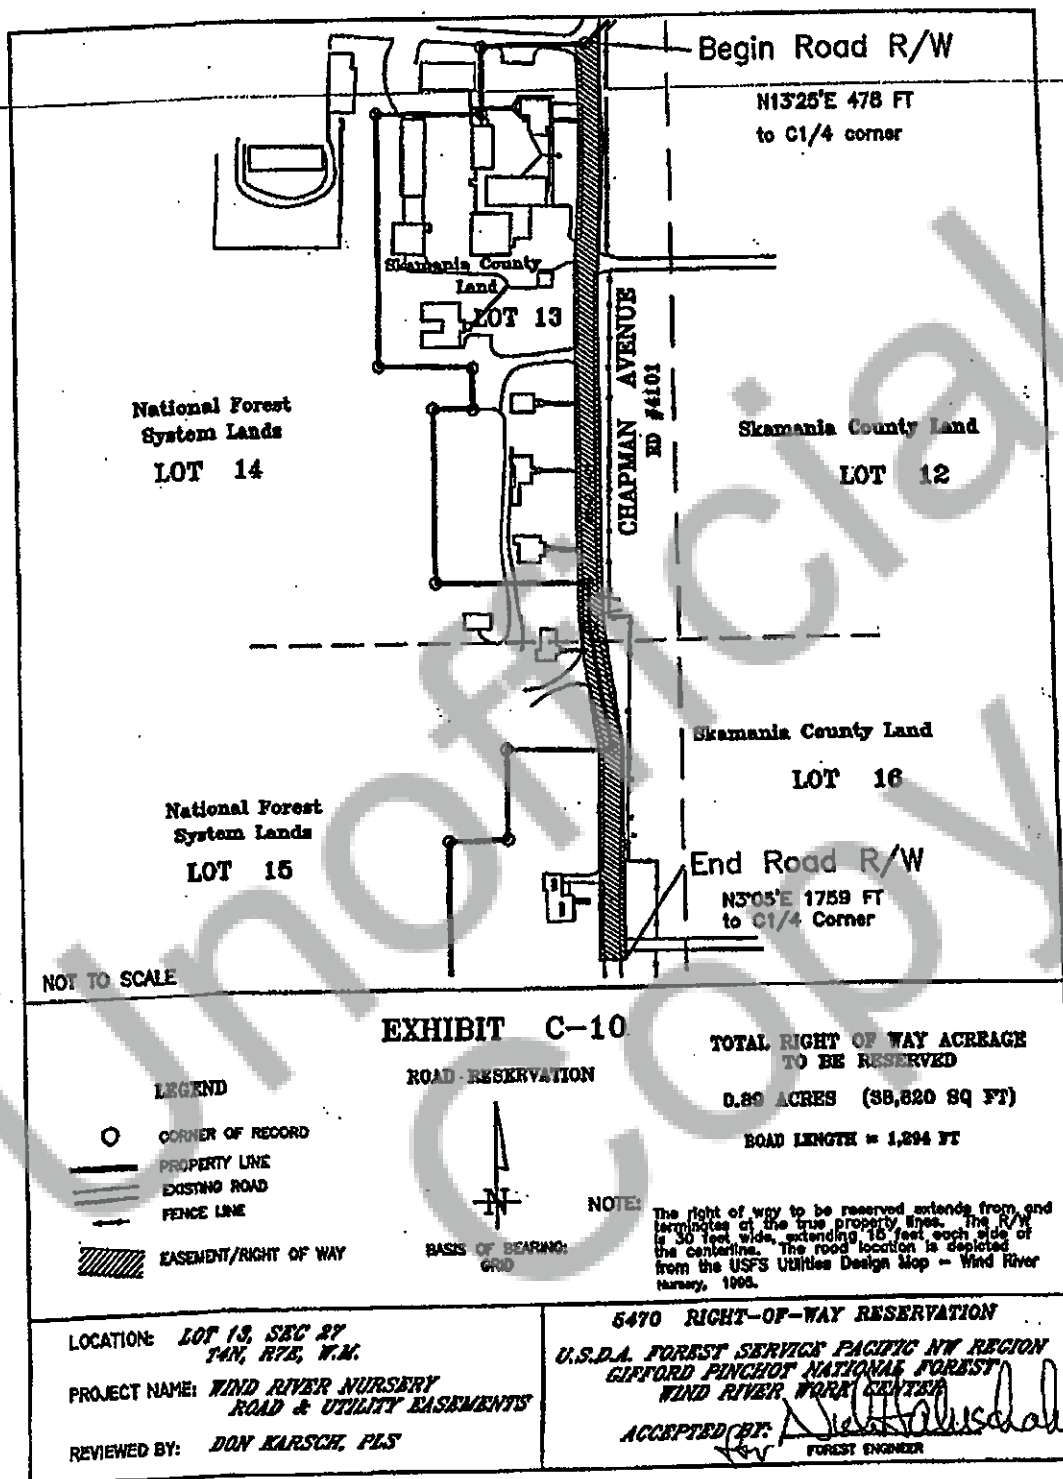 Begin Road R/W
N13°25'E 478 FT
to C1/4 corner
Skamania County
Land
LOT 13
CHAPMAN AVENUE
RD #4101
National Forest
System Lands
LOT 14
Skamania County Land
LOT 12
Skamania County Land
LOT 16
National Forest
System Lands
LOT 15
End Road R/W
N3°05'E 1759 FT
to C1/4 Corner
NOT TO SCALE
Unofficial
Copy
EXHIBIT C-10
ROAD RESERVATION
LEGEND
CORNER OF RECORD
PROPERTY LINE
EXISTING ROAD
FENCE LINE
EASEMENT/RIGHT OF WAY
N
BASIS OF BEARING:
GRID
TOTAL RIGHT OF WAY ACREAGE
TO BE RESERVED
0.89 ACRES (38,820 SQ FT)
ROAD LENGTH = 1,294 FT
NOTE:
The right of way to be reserved extends from and
terminates at the true property lines. The R/W
is 30 feet wide, extending 15 feet each side of
the centerline. The road location is depicted
from the USFS Utilities Design Map - Wind River
Nursery,
LOCATION: LOT 13, SEC 27
T4N, R7E, W.M.
PROJECT NAME: WIND RIVER NURSERY
ROAD & UTILITY EASEMENTS
REVIEWED BY: DON KARSCH, PLS
5470 RIGHT-OF-WAY RESERVATION
U.S.D.A. FOREST SERVICE PACIFIC NW REGION
GIFFORD PINCHOT NATIONAL FOREST
WIND RIVER WORK CENTER
ACCEPTED BY:
for
FOREST ENGINEER